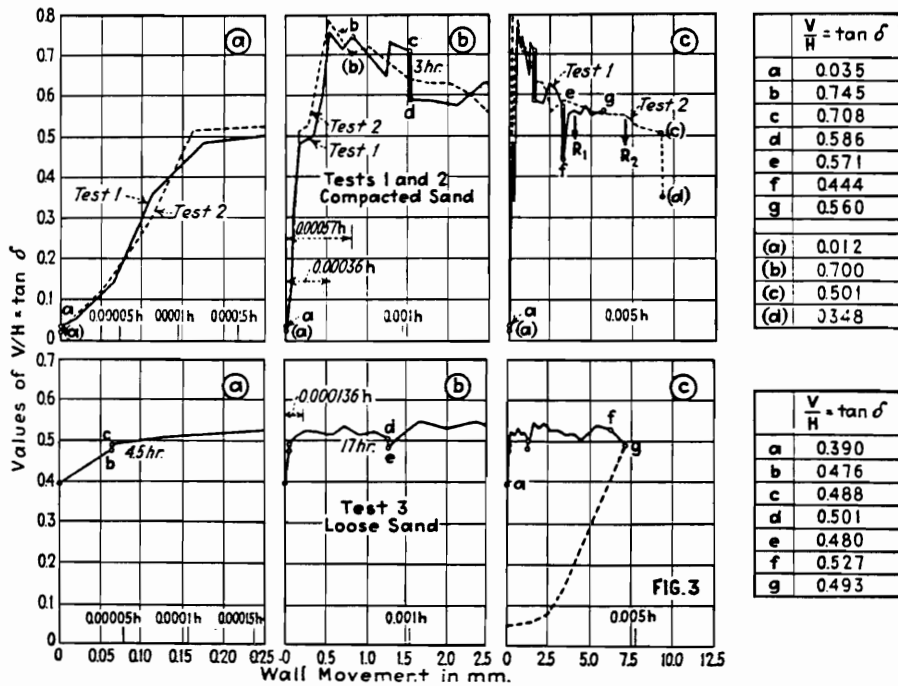 Values of V/H = tan δ
0.8
0.7
0.6
0.5
0.4
0.3
0.2
0.1
0
a
Test 1
Test 2
a
(a)
0.00005h
0.0001h
0.00015h
b
b
(b)
c
3 hr.
d
Test 2
Test 1
Tests 1 and 2
Compacted Sand
0.00057h
0.00036h
a
(a)
0.001h
c
Test 1
e
g
Test 2
(c)
f
R1
R2
(d)
a
(a)
0.005h
V/H = tan δ
a 0.035
b 0.745
c 0.708
d 0.586
e 0.571
f 0.444
g 0.560
(a) 0.012
(b) 0.700
(c) 0.501
(d) 0.348
0.7
0.6
0.5
0.4
0.3
0.2
0.1
0
a
c
b
4.5 hr.
0.00005h
0.0001h
0.00015h
0 0.05 0.10 0.15 0.20 0.25
b
0.000136h
d
17 hr.
e
Test 3
Loose Sand
0.001h
0 0.5 1.0 1.5 2.0 2.5
c
f
g
a
FIG.3
0.005h
0 2.5 5.0 7.5 10.0 12.5
Wall Movement in mm.
V/H = tan δ
a 0.390
b 0.476
c 0.488
d 0.501
e 0.480
f 0.527
g 0.493